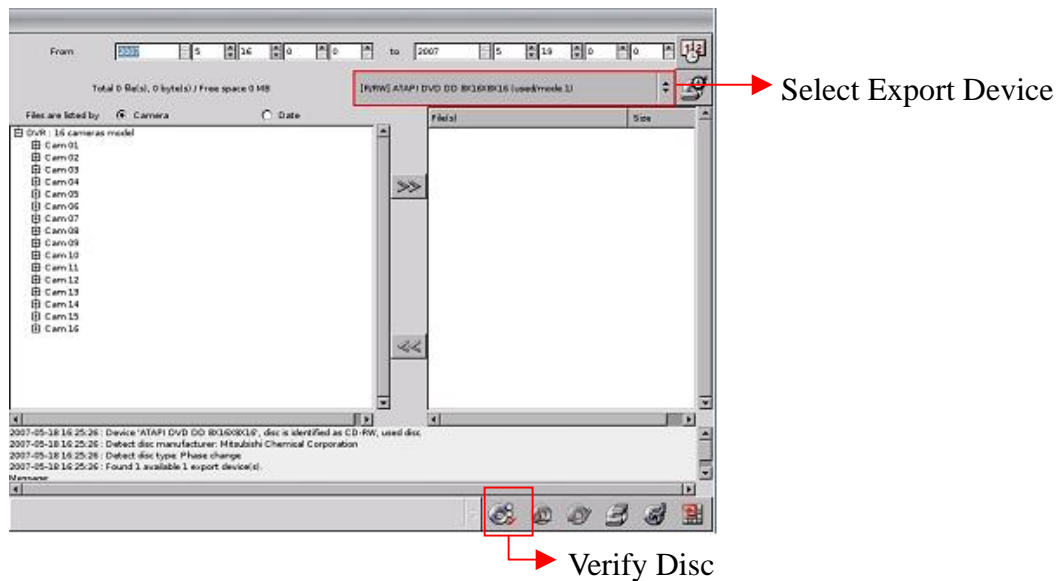 From 2007 5 16 0 0 to 2007 5 19 0 0
Total 0 file(s), 0 byte(s) / Free space 0 MB
[R/RW] ATAPI DVD DD 8X16X8X16 (used/mode 1)
Select Export Device
Files are listed by Camera Date
File(s) Size
DVR : 16 cameras model
Cam 01
Cam 02
Cam 03
Cam 04
Cam 05
Cam 06
Cam 07
Cam 08
Cam 09
Cam 10
Cam 11
Cam 12
Cam 13
Cam 14
Cam 15
Cam 16
>>
<<
2007-05-18 16:25:26 : Device 'ATAPI DVD DD 8X16X8X16', disc is identified as CD-RW, used disc
2007-05-18 16:25:26 : Detect disc manufacturer: Mitsubishi Chemical Corporation
2007-05-18 16:25:26 : Detect disc type: Phase change
2007-05-18 16:25:26 : Found 1 available 1 export device(s).
Message
Verify Disc